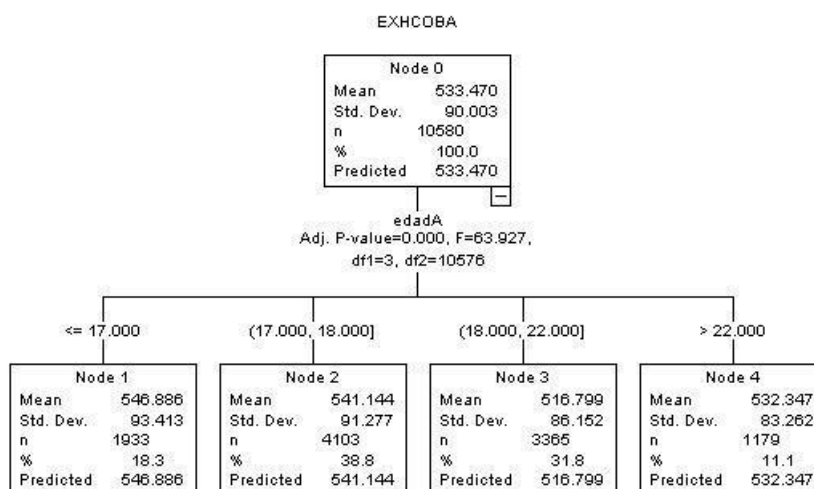 EXHCOBA
Node 0
Mean 533.470
Std. Dev. 90.003
n 10580
% 100.0
Predicted 533.470
edadA
Adj. P-value=0.000, F=63.927,
df1=3, df2=10576
<= 17.000
(17.000, 18.000]
(18.000, 22.000]
> 22.000
Node 1
Mean 546.886
Std. Dev. 93.413
n 1933
% 18.3
Predicted 546.886
Node 2
Mean 541.144
Std. Dev. 91.277
n 4103
% 38.8
Predicted 541.144
Node 3
Mean 516.799
Std. Dev. 86.152
n 3365
% 31.8
Predicted 516.799
Node 4
Mean 532.347
Std. Dev. 83.262
n 1179
% 11.1
Predicted 532.347